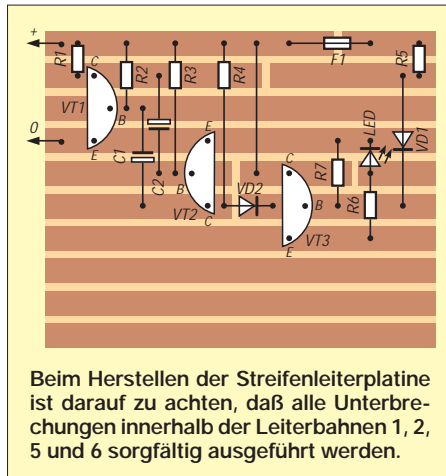 +
R1
R2
R3
R4
F1
R5
C
VT1
B
E
0
C1
C2
E
B
VT2
C
VD2
C
B
VT3
E
R7
LED
R6
VD1
Beim Herstellen der Streifenleiterplatine
ist darauf zu achten, daß alle Unterbre-
chungen innerhalb der Leiterbahnen 1, 2,
5 und 6 sorgfältig ausgeführt werden.